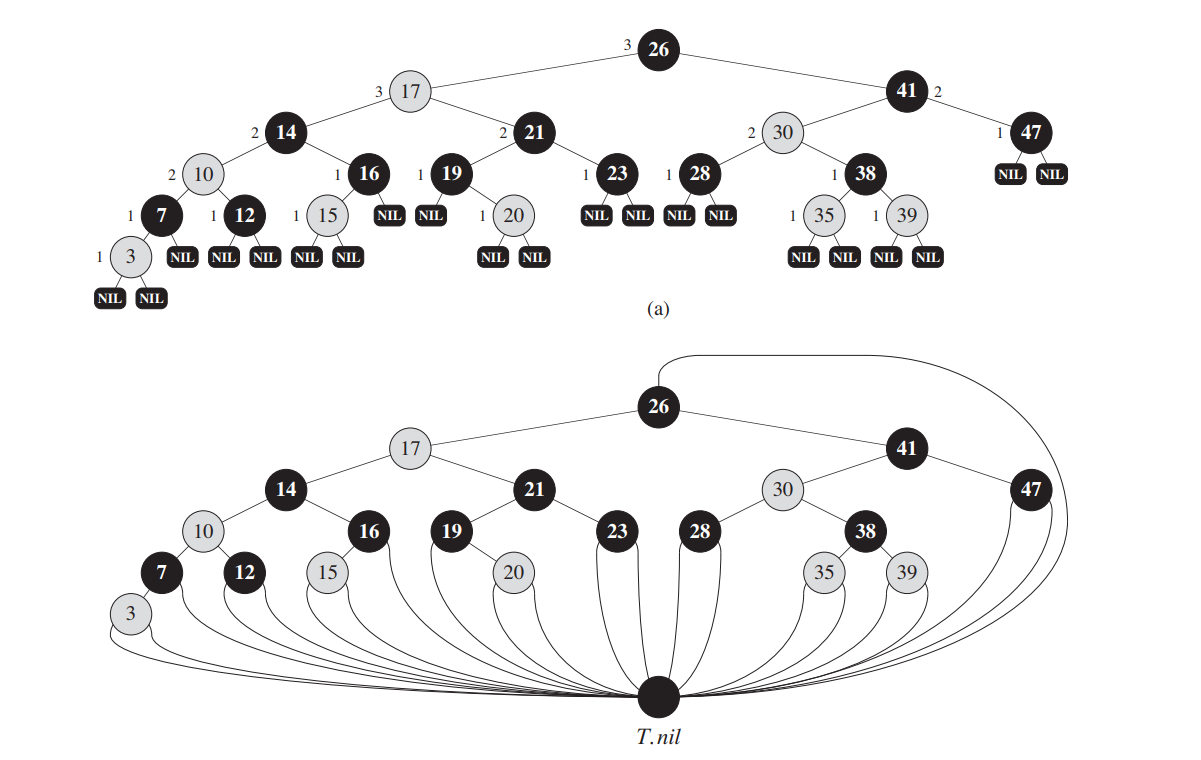 3 26
3 17 41 2
2 14 2 21 2 30 1 47
2 10 1 16 1 19 1 23 1 28 1 38 NIL NIL
1 7 1 12 1 15 NIL NIL 1 20 NIL NIL NIL NIL 1 35 1 39
1 3 NIL NIL NIL NIL NIL NIL NIL NIL NIL NIL NIL
NIL NIL
(a)
26
17 41
14 21 30 47
10 16 19 23 28 38
7 12 15 20 35 39
3
T.nil